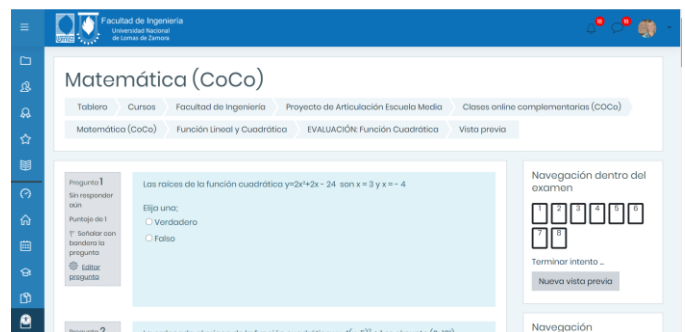 Facultad de Ingeniería
Universidad Nacional
de Lomas de Zamora
Matemática (CoCo)
Tablero Cursos Facultad de Ingeniería Proyecto de Articulación Escuela Media Clases online complementarias (COCo)
Matemática (CoCo) Función Lineal y Cuadrática EVALUACIÓN: Función Cuadrática Vista previa
Pregunta 1
Sin responder
aún
Puntaje de 1
Señalar con
bandera la
pregunta
Editar
pregunta
Las raíces de la función cuadrática y=2x²+2x - 24 son x = 3 y x = - 4
Elija una;
Verdadero
Falso
Navegación dentro del
examen
1 2 3 4 5 6
7 8
Terminar intento ...
Nueva vista previa
Pregunta 2
Navegación